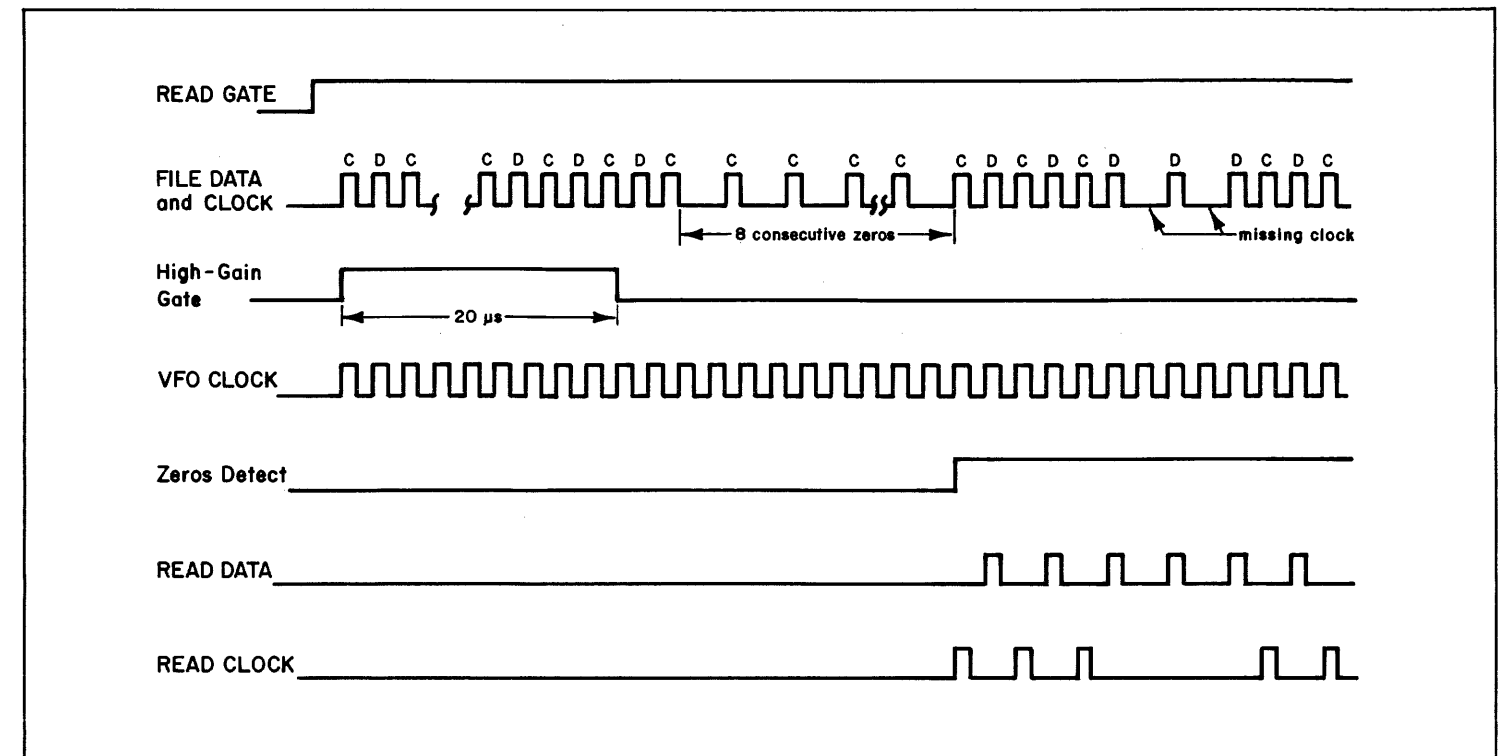 READ GATE
C D C C D C D C D C C C C C C D C D C D D D C D C
FILE DATA
and CLOCK
8 consecutive zeros
missing clock
High-Gain
Gate
20 µs
VFO CLOCK
Zeros Detect
READ DATA
READ CLOCK